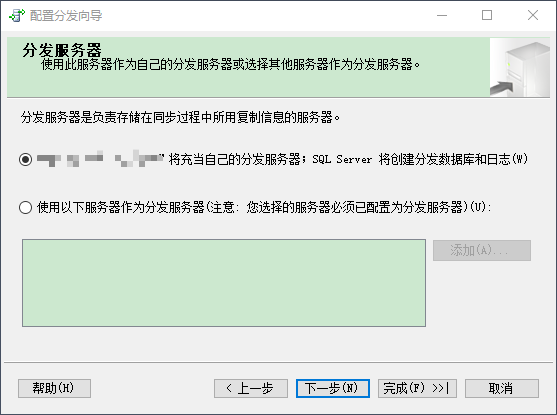 配置分发向导
分发服务器
使用此服务器作为自己的分发服务器或选择其他服务器作为分发服务器。
分发服务器是负责存储在同步过程中所用复制信息的服务器。
”将充当自己的分发服务器；SQL Server 将创建分发数据库和日志(W)
使用以下服务器作为分发服务器(注意: 您选择的服务器必须已配置为分发服务器)(U):
添加(A)...
帮助(H)
< 上一步
下一步(N)
完成(F) >>|
取消